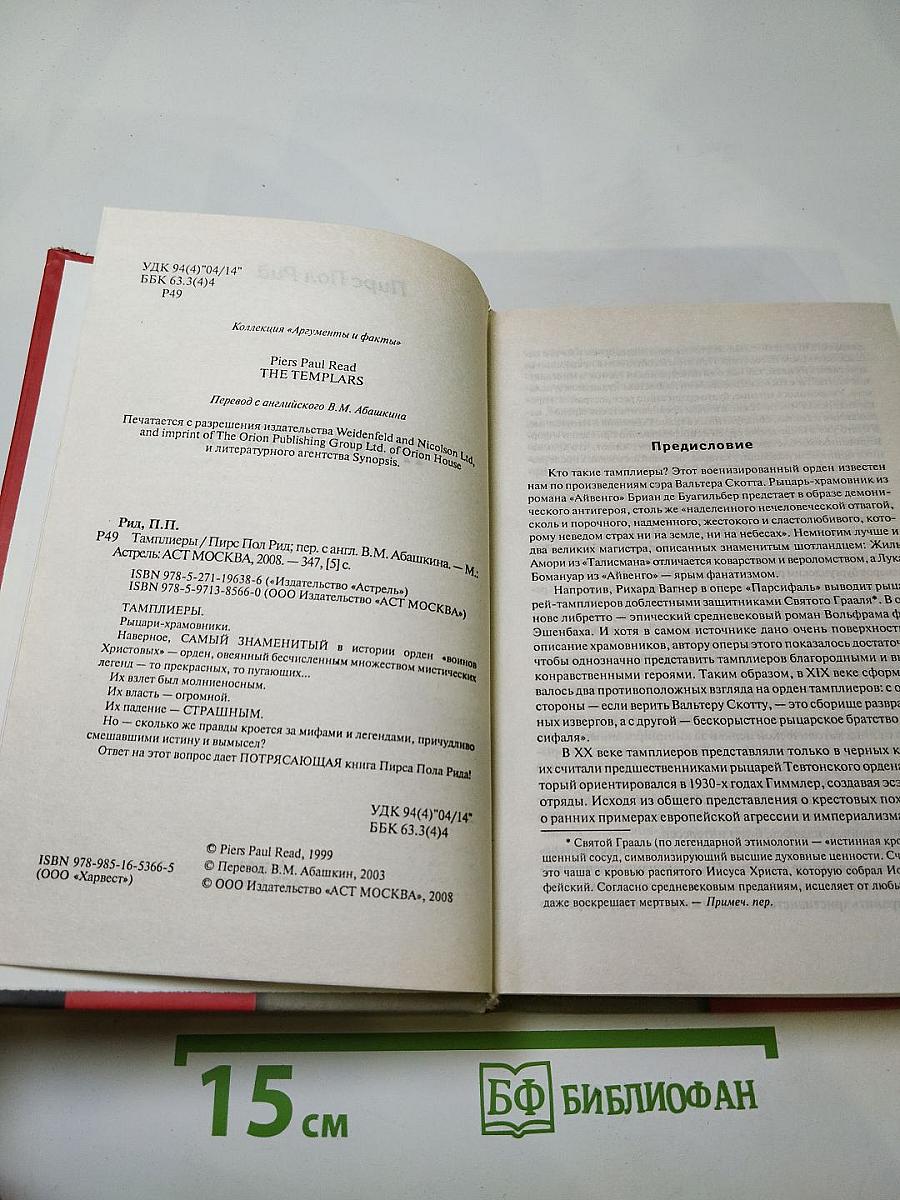 УДК 94(4)"04/14"
ББК 63.3(4)4
Р49
Коллекция «Аргументы и факты»
Piers Paul Read
THE TEMPLARS
Перевод с английского В.М. Абашкина
Печатается с разрешения издательства Weidenfeld and Nicolson Ltd,
and imprint of The Orion Publishing Group Ltd. of Orion House
и литературного агентства Synopsis.
Рид, П.П.
Р49 Тамплиеры / Пирс Пол Рид; пер. с англ. В.М. Абашкина. — М.:
Астрель: АСТ МОСКВА, 2008. — 347, [5] с.
ISBN 978-5-271-19638-6 («Издательство «Астрель»)
ISBN 978-5-9713-8566-0 (ООО Издательство «АСТ МОСКВА»)
ТАМПЛИЕРЫ.
Рыцари-храмовники.
Наверное, САМЫЙ ЗНАМЕНИТЫЙ в истории орден «воинов
Христовых» — орден, овеянный бесчисленным множеством мистических
легенд — то прекрасных, то пугающих...
Их взлет был молниеносным.
Их власть — огромной.
Их падение — СТРАШНЫМ.
Но — сколько же правды кроется за мифами и легендами, причудливо
смешавшими истину и вымысел?
Ответ на этот вопрос дает ПОТРЯСАЮЩАЯ книга Пирса Пола Рида!
УДК 94(4)"04/14"
ББК 63.3(4)4
ISBN 978-985-16-5366-5
(ООО «Харвест»)
© Piers Paul Read, 1999
© Перевод. В.М. Абашкин, 2003
© ООО Издательство «АСТ МОСКВА», 2008
Предисловие
Кто такие тамплиеры? Этот военизированный орден известен
нам по произведениям сэра Вальтера Скотта. Рыцарь-храмовник из
романа «Айвенго» Бриан де Буагильбер предстает в образе демони-
ческого антигероя, столь же «наделенного нечеловеческой отвагой,
сколь и порочного, надменного, жестокого и сластолюбивого, кото-
рому неведом страх ни на земле, ни на небесах». Немногим лучше и
два великих магистра, описанных знаменитым шотландцем: Жиль
Амори из «Талисмана» отличается коварством и вероломством, а Лука
Бомануар из «Айвенго» — ярым фанатизмом.
Напротив, Рихард Вагнер в опере «Парсифаль» выводит рыца-
рей-тамплиеров доблестными защитниками Святого Грааля*. В ос
нове либретто — эпический средневековый роман Вольфрама ф
Эшенбаха. И хотя в самом источнике дано очень поверхност
описание храмовников, автору оперы этого показалось достаточ
чтобы однозначно представить тамплиеров благородными и в
конравственными героями. Таким образом, в XIX веке сформ
валось два противоположных взгляда на орден тамплиеров: с о
стороны — если верить Вальтеру Скотту, — это сборище развра
ных извергов, а с другой — бескорыстное рыцарское братство
сифаля».
В XX веке тамплиеров представляли только в черных к
их считали предшественниками рыцарей Тевтонского ордена
торый ориентировался в 1930-х годах Гиммлер, создавая эсэ
отряды. Исходя из общего представления о крестовых пох
о ранних примерах европейской агрессии и империализма
* Святой Грааль (по легендарной этимологии — «истинная кро
щенный сосуд, символизирующий высшие духовные ценности. Сч
это чаша с кровью распятого Иисуса Христа, которую собрал Ио
фейский. Согласно средневековым преданиям, исцеляет от любы
даже воскрешает мертвых. — Примеч. пер.
15 см
БФ БИБЛИОФАН